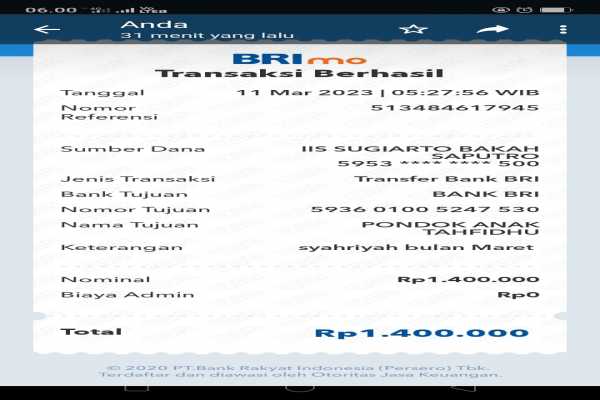 06.00
Anda
31 menit yang lalu
BRImo
Transaksi Berhasil
Tanggal 11 Mar 2023 | 05:27:56 WIB
Nomor Referensi 513484617945
Sumber Dana IIS SUGIARTO BAKAH SAPUTRO
5953 **** **** 500
Jenis Transaksi Transfer Bank BRI
Bank Tujuan BANK BRI
Nomor Tujuan 5936 0100 5247 530
Nama Tujuan PONDOK ANAK TAHFIDHU
Keterangan syahriyah bulan Maret
Nominal Rp1.400.000
Biaya Admin Rp0
Total Rp1.400.000
© 2020 PT.Bank Rakyat Indonesia (Persero) Tbk.
Terdaftar dan diawasi oleh Otoritas Jasa Keuangan.